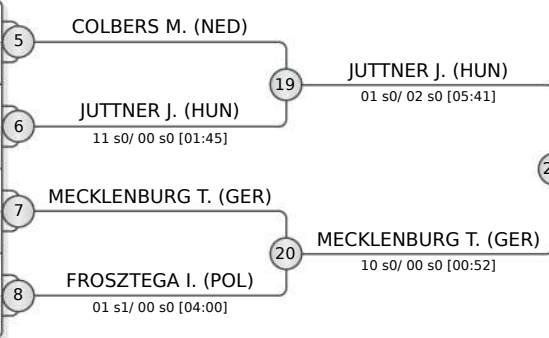 COLBERS M. (NED)
5
19
JUTTNER J. (HUN)
01 s0/ 02 s0 [05:41]
JUTTNER J. (HUN)
6
11 s0/ 00 s0 [01:45]
MECKLENBURG T. (GER)
7
20
MECKLENBURG T. (GER)
10 s0/ 00 s0 [00:52]
FROSZTEGA I. (POL)
8
01 s1/ 00 s0 [04:00]